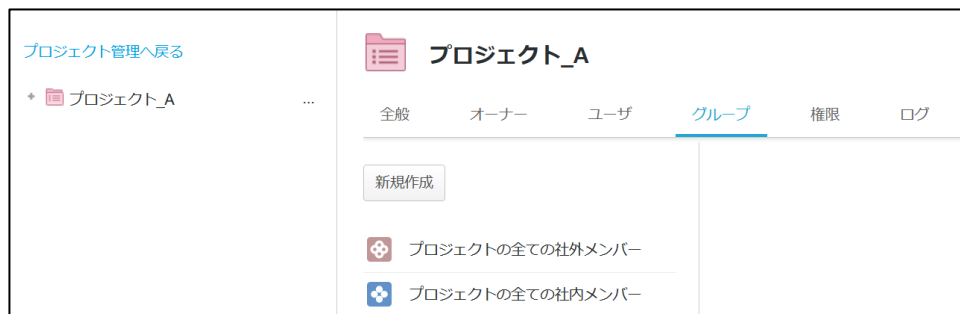 プロジェクト管理へ戻る
プロジェクト_A
...
プロジェクト_A
全般 オーナー ユーザ グループ 権限 ログ
新規作成
プロジェクトの全ての社外メンバー
プロジェクトの全ての社内メンバー